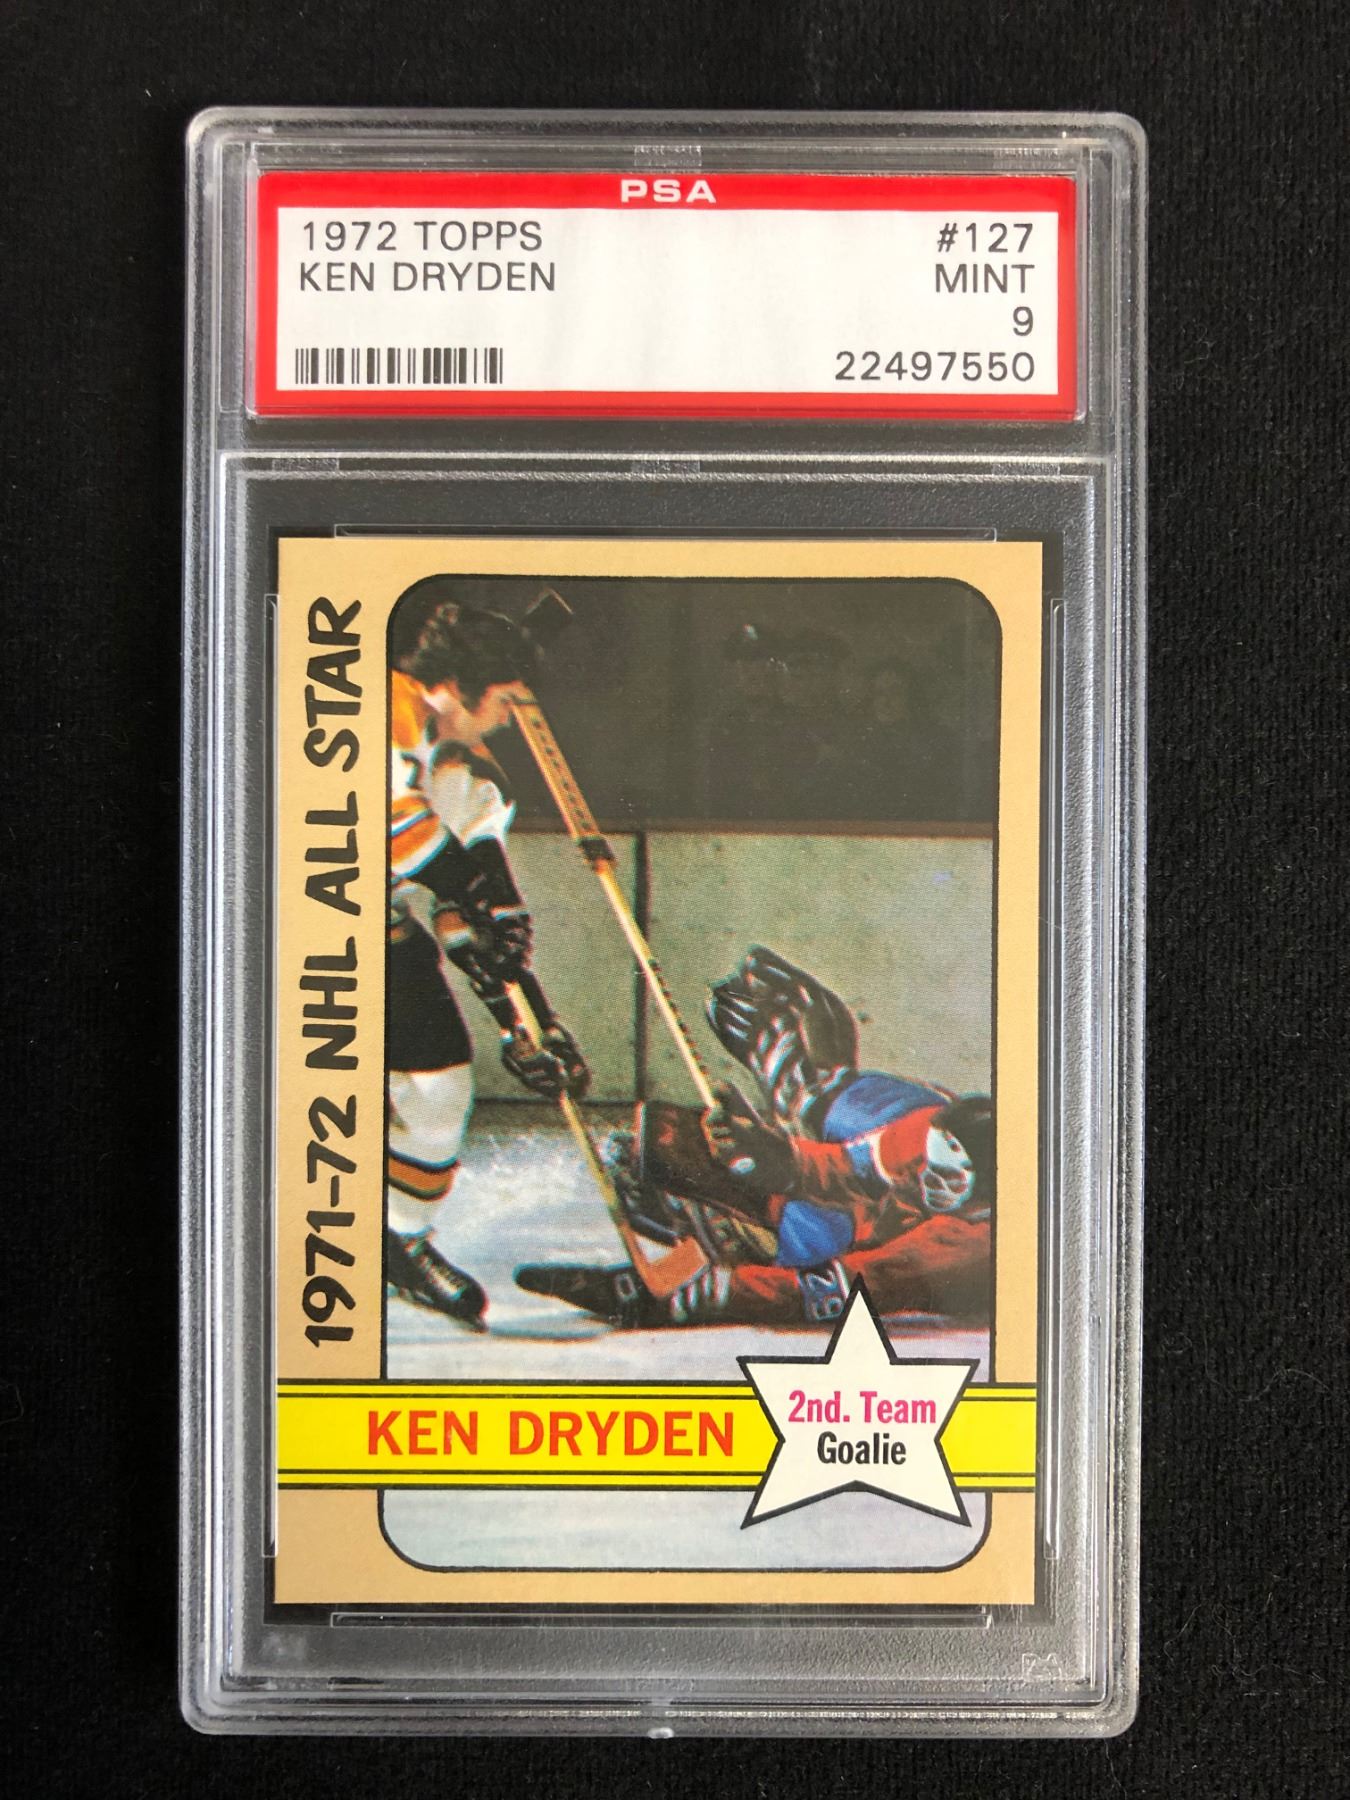 PSA
1972 TOPPS #127
KEN DRYDEN MINT
9
22497550
1971-72 NHL ALL STAR
29
KEN DRYDEN
2nd. Team
Goalie